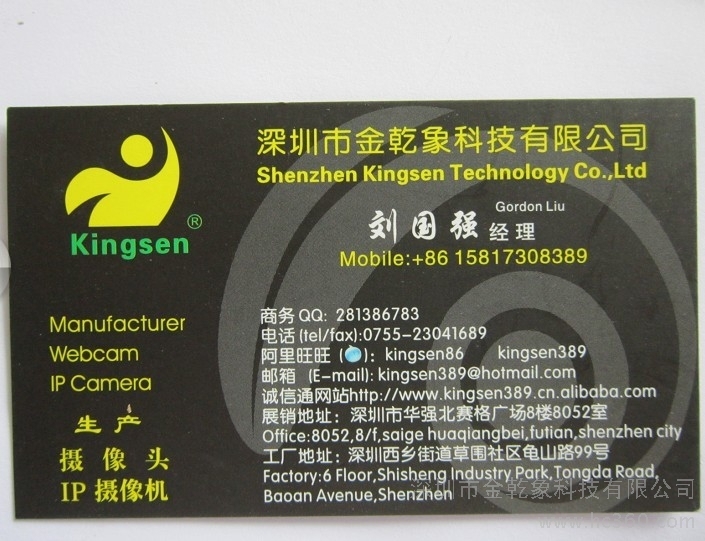 Kingsen ®
深圳市金乾象科技有限公司
Shenzhen Kingsen Technology Co.,Ltd
Gordon Liu
刘国强 经理
Mobile:+86 15817308389
Manufacturer
Webcam
IP Camera
生产
摄像头
IP 摄像机
商务QQ: 281386783
电话 (tel/fax):0755-23041689
阿里旺旺 ( ): kingsen86 kingsen389
邮箱 (E-mail): kingsen389@hotmail.com
诚信通网站http://www.kingsen389.cn.alibaba.com
展销地址: 深圳市华强北赛格广场8楼8052室
Office:8052,8/f,saige huaqiangbei,futian,shenzhen city
工厂地址: 深圳西乡街道草围社区龟山路99号
Factory:6 Floor,Shisheng Industry Park,Tongda Road,
Baoan Avenue,Shenzhen
深圳市金乾象科技有限公司